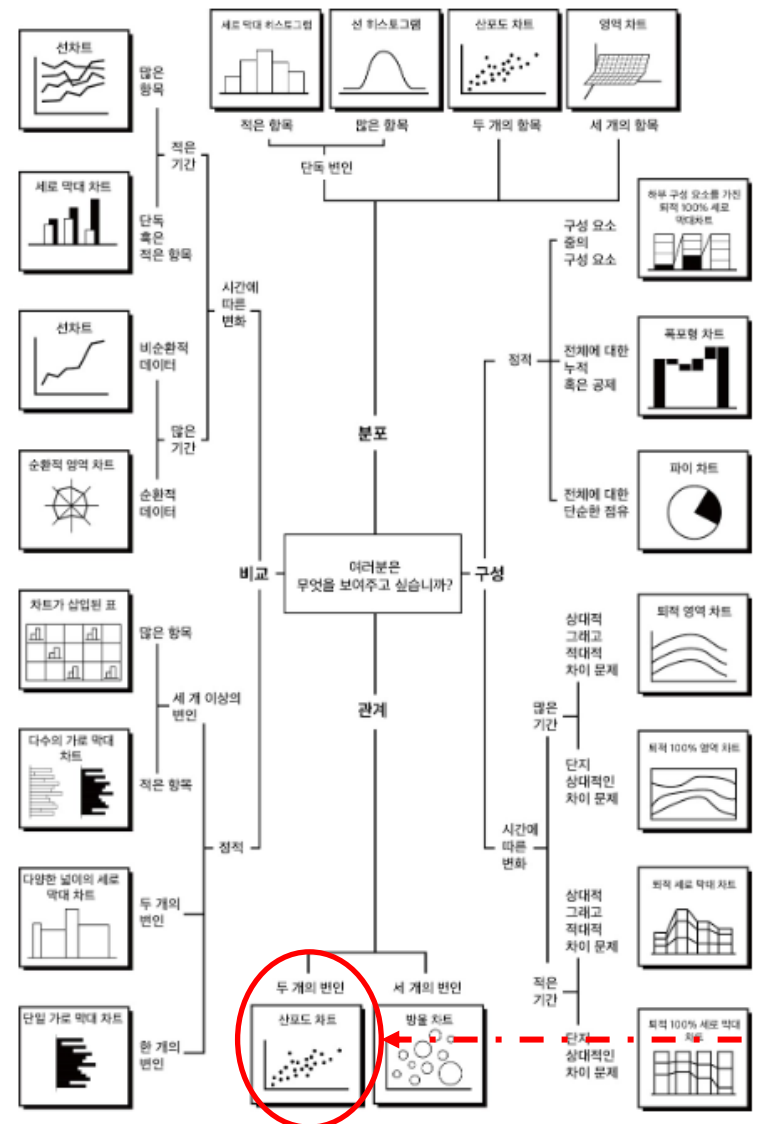 세로 막대 히스토그램
선 히스토그램
산포도 차트
영역 차트
적은 항목
많은 항목
두 개의 항목
세 개의 항목
단독 변인
선차트
많은
항목
적은
기간
세로 막대 차트
단독
혹은
적은 항목
시간에
따른
변화
선차트
비순환적
데이터
많은
기간
순환적 영역 차트
순환적
데이터
하부 구성 요소를 가진
퇴적 100% 세로
막대차트
구성 요소
중의
구성 요소
폭포형 차트
정적
전체에 대한
누적
혹은 공제
파이 차트
전체에 대한
단순한 점유
분포
비교
여러분은
무엇을 보여주고 싶습니까?
구성
관계
차트가 삽입된 표
많은 항목
세 개 이상의
변인
다수의 가로 막대
차트
적은 항목
정적
다양한 넓이의 세로
막대 차트
두 개의
변인
단일 가로 막대 차트
한 개의
변인
두 개의 변인
산포도 차트
세 개의 변인
방울 차트
상대적
그래고
적대적
차이 문제
퇴적 영역 차트
많은
기간
단지
상대적인
차이 문제
퇴적 100% 영역 차트
시간에
따른
변화
상대적
그래고
적대적
차이 문제
퇴적 세로 막대 차트
적은
기간
단지
상대적인
차이 문제
퇴적 100% 세로 막대
차트